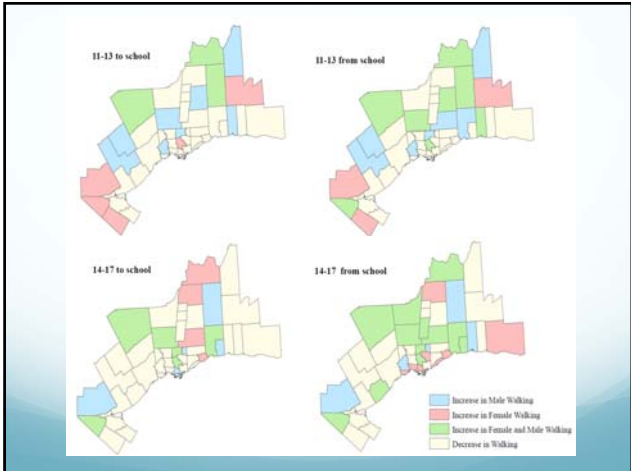 11-13 to school
11-13 from school
14-17 to school
14-17 from school
Increase in Male Walking
Increase in Female Walking
Increase in Female and Male Walking
Decrease in Walking